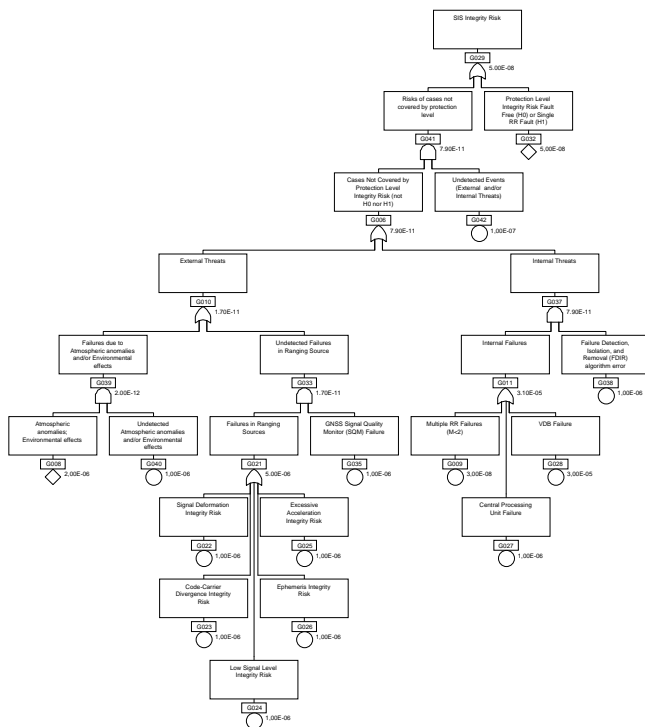 SIS Integrity Risk
G029
5.00E-08
Risks of cases not
covered by protection
level
G041
7.90E-11
Protection Level
Integrity Risk Fault
Free (H0) or Single
RR Fault (H1)
G032
5,00E-08
Cases Not Covered by
Protection Level
Integrity Risk (not
H0 nor H1)
G006
7.90E-11
Undetected Events
(External and/or
Internal Threats)
G042
1,00E-07
External Threats
G010
1.70E-11
Internal Threats
G037
7.90E-11
Failures due to
Atmospheric anomalies
and/or Environmental
effects
G039
2.00E-12
Undetected Failures
in Ranging Source
G033
1.70E-11
Internal Failures
G011
3.10E-05
Failure Detection,
Isolation, and
Removal (FDIR)
algorithm error
G038
1,00E-06
Atmospheric
anomalies;
Environmental effects
G008
2,00E-06
Undetected
Atmospheric anomalies
and/or Environmental
effects
G040
1,00E-06
Failures in Ranging
Sources
G021
5.00E-06
GNSS Signal Quality
Monitor (SQM) Failure
G035
1,00E-06
Multiple RR Failures
(M<2)
G009
3,00E-08
VDB Failure
G028
3,00E-05
Signal Deformation
Integrity Risk
G022
1,00E-06
Excessive
Acceleration
Integrity Risk
G025
1,00E-06
Central Processing
Unit Failure
G027
1,00E-06
Code-Carrier
Divergence Integrity
Risk
G023
1,00E-06
Ephemeris Integrity
Risk
G026
1,00E-06
Low Signal Level
Integrity Risk
G024
1,00E-06